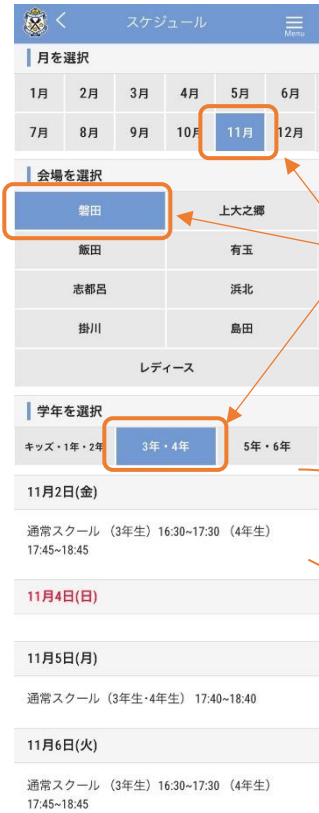 スケジュール
Menu
月を選択
1月 2月 3月 4月 5月 6月
7月 8月 9月 10月 11月 12月
会場を選択
磐田 上大之郷
飯田 有玉
志都呂 浜北
掛川 島田
レディース
学年を選択
キッズ・1年・2年 3年・4年 5年・6年
11月2日(金)
通常スクール （3年生）16:30~17:30 （4年生）
17:45~18:45
11月4日(日)
11月5日(月)
通常スクール（3年生・4年生） 17:40~18:40
11月6日(火)
通常スクール （3年生）16:30~17:30 （4年生）
17:45~18:45